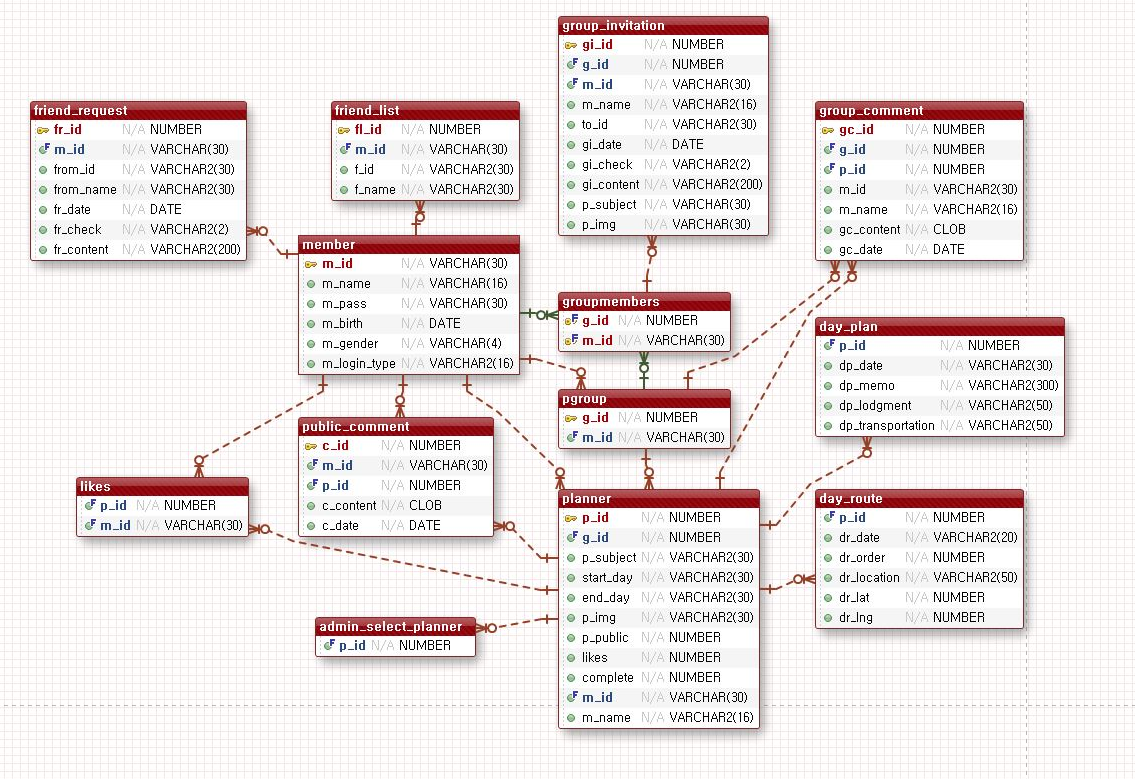 group_invitation
gi_id N/A NUMBER
g_id N/A NUMBER
m_id N/A VARCHAR(30)
m_name N/A VARCHAR2(16)
to_id N/A VARCHAR2(30)
gi_date N/A DATE
gi_check N/A VARCHAR2(2)
gi_content N/A VARCHAR2(200)
p_subject N/A VARCHAR(30)
p_img N/A VARCHAR(30)
friend_request
fr_id N/A NUMBER
m_id N/A VARCHAR(30)
from_id N/A VARCHAR2(30)
from_name N/A VARCHAR2(30)
fr_date N/A DATE
fr_check N/A VARCHAR2(2)
fr_content N/A VARCHAR2(200)
friend_list
fl_id N/A NUMBER
m_id N/A VARCHAR(30)
f_id N/A VARCHAR2(30)
f_name N/A VARCHAR2(30)
group_comment
gc_id N/A NUMBER
g_id N/A NUMBER
p_id N/A NUMBER
m_id N/A VARCHAR2(30)
m_name N/A VARCHAR2(16)
gc_content N/A CLOB
gc_date N/A DATE
member
m_id N/A VARCHAR(30)
m_name N/A VARCHAR(16)
m_pass N/A VARCHAR(30)
m_birth N/A DATE
m_gender N/A VARCHAR(4)
m_login_type N/A VARCHAR2(16)
groupmembers
g_id N/A NUMBER
m_id N/A VARCHAR(30)
day_plan
p_id N/A NUMBER
dp_date N/A VARCHAR2(30)
dp_memo N/A VARCHAR2(300)
dp_lodgment N/A VARCHAR2(50)
dp_transportation N/A VARCHAR2(50)
pgroup
g_id N/A NUMBER
m_id N/A VARCHAR(30)
public_comment
c_id N/A NUMBER
m_id N/A VARCHAR(30)
p_id N/A NUMBER
c_content N/A CLOB
c_date N/A DATE
likes
p_id N/A NUMBER
m_id N/A VARCHAR(30)
planner
p_id N/A NUMBER
g_id N/A NUMBER
p_subject N/A VARCHAR2(30)
start_day N/A VARCHAR2(30)
end_day N/A VARCHAR2(30)
p_img N/A VARCHAR2(30)
p_public N/A NUMBER
likes N/A NUMBER
complete N/A NUMBER
m_id N/A VARCHAR(30)
m_name N/A VARCHAR2(16)
day_route
p_id N/A NUMBER
dr_date N/A VARCHAR2(20)
dr_order N/A NUMBER
dr_location N/A VARCHAR2(50)
dr_lat N/A NUMBER
dr_lng N/A NUMBER
admin_select_planner
p_id N/A NUMBER